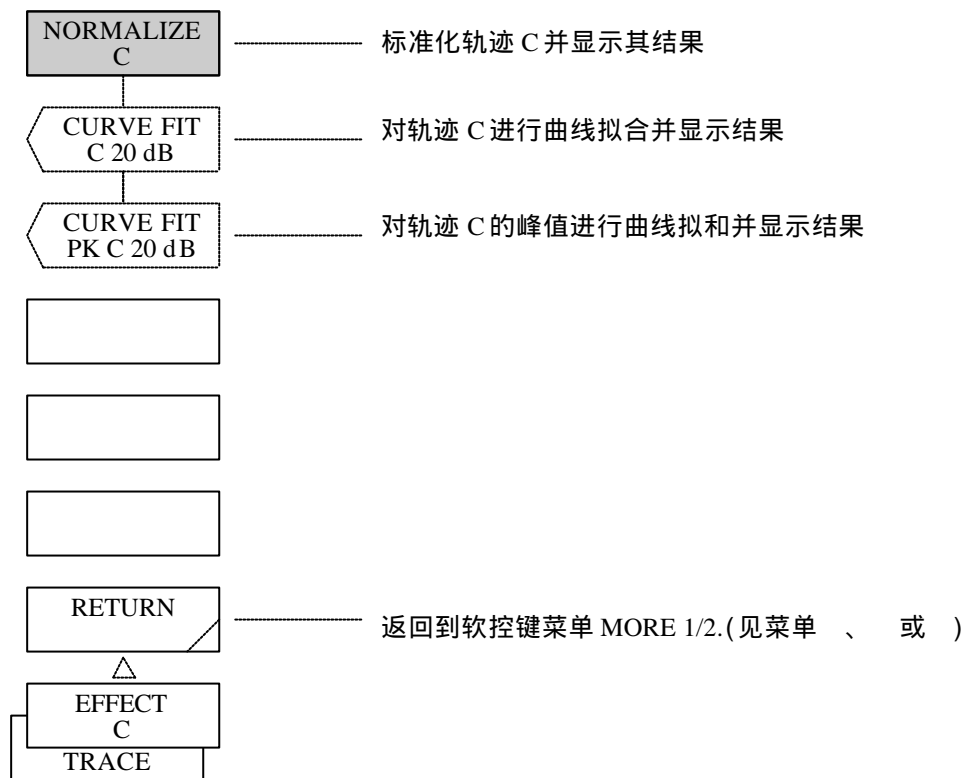 NORMALIZE
C
标准化轨迹 C 并显示其结果
CURVE FIT
C 20 dB
对轨迹 C 进行曲线拟合并显示结果
CURVE FIT
PK C 20 dB
对轨迹 C 的峰值进行曲线拟和并显示结果
RETURN
返回到软控键菜单 MORE 1/2.(见菜单 、 或 )
EFFECT
C
TRACE